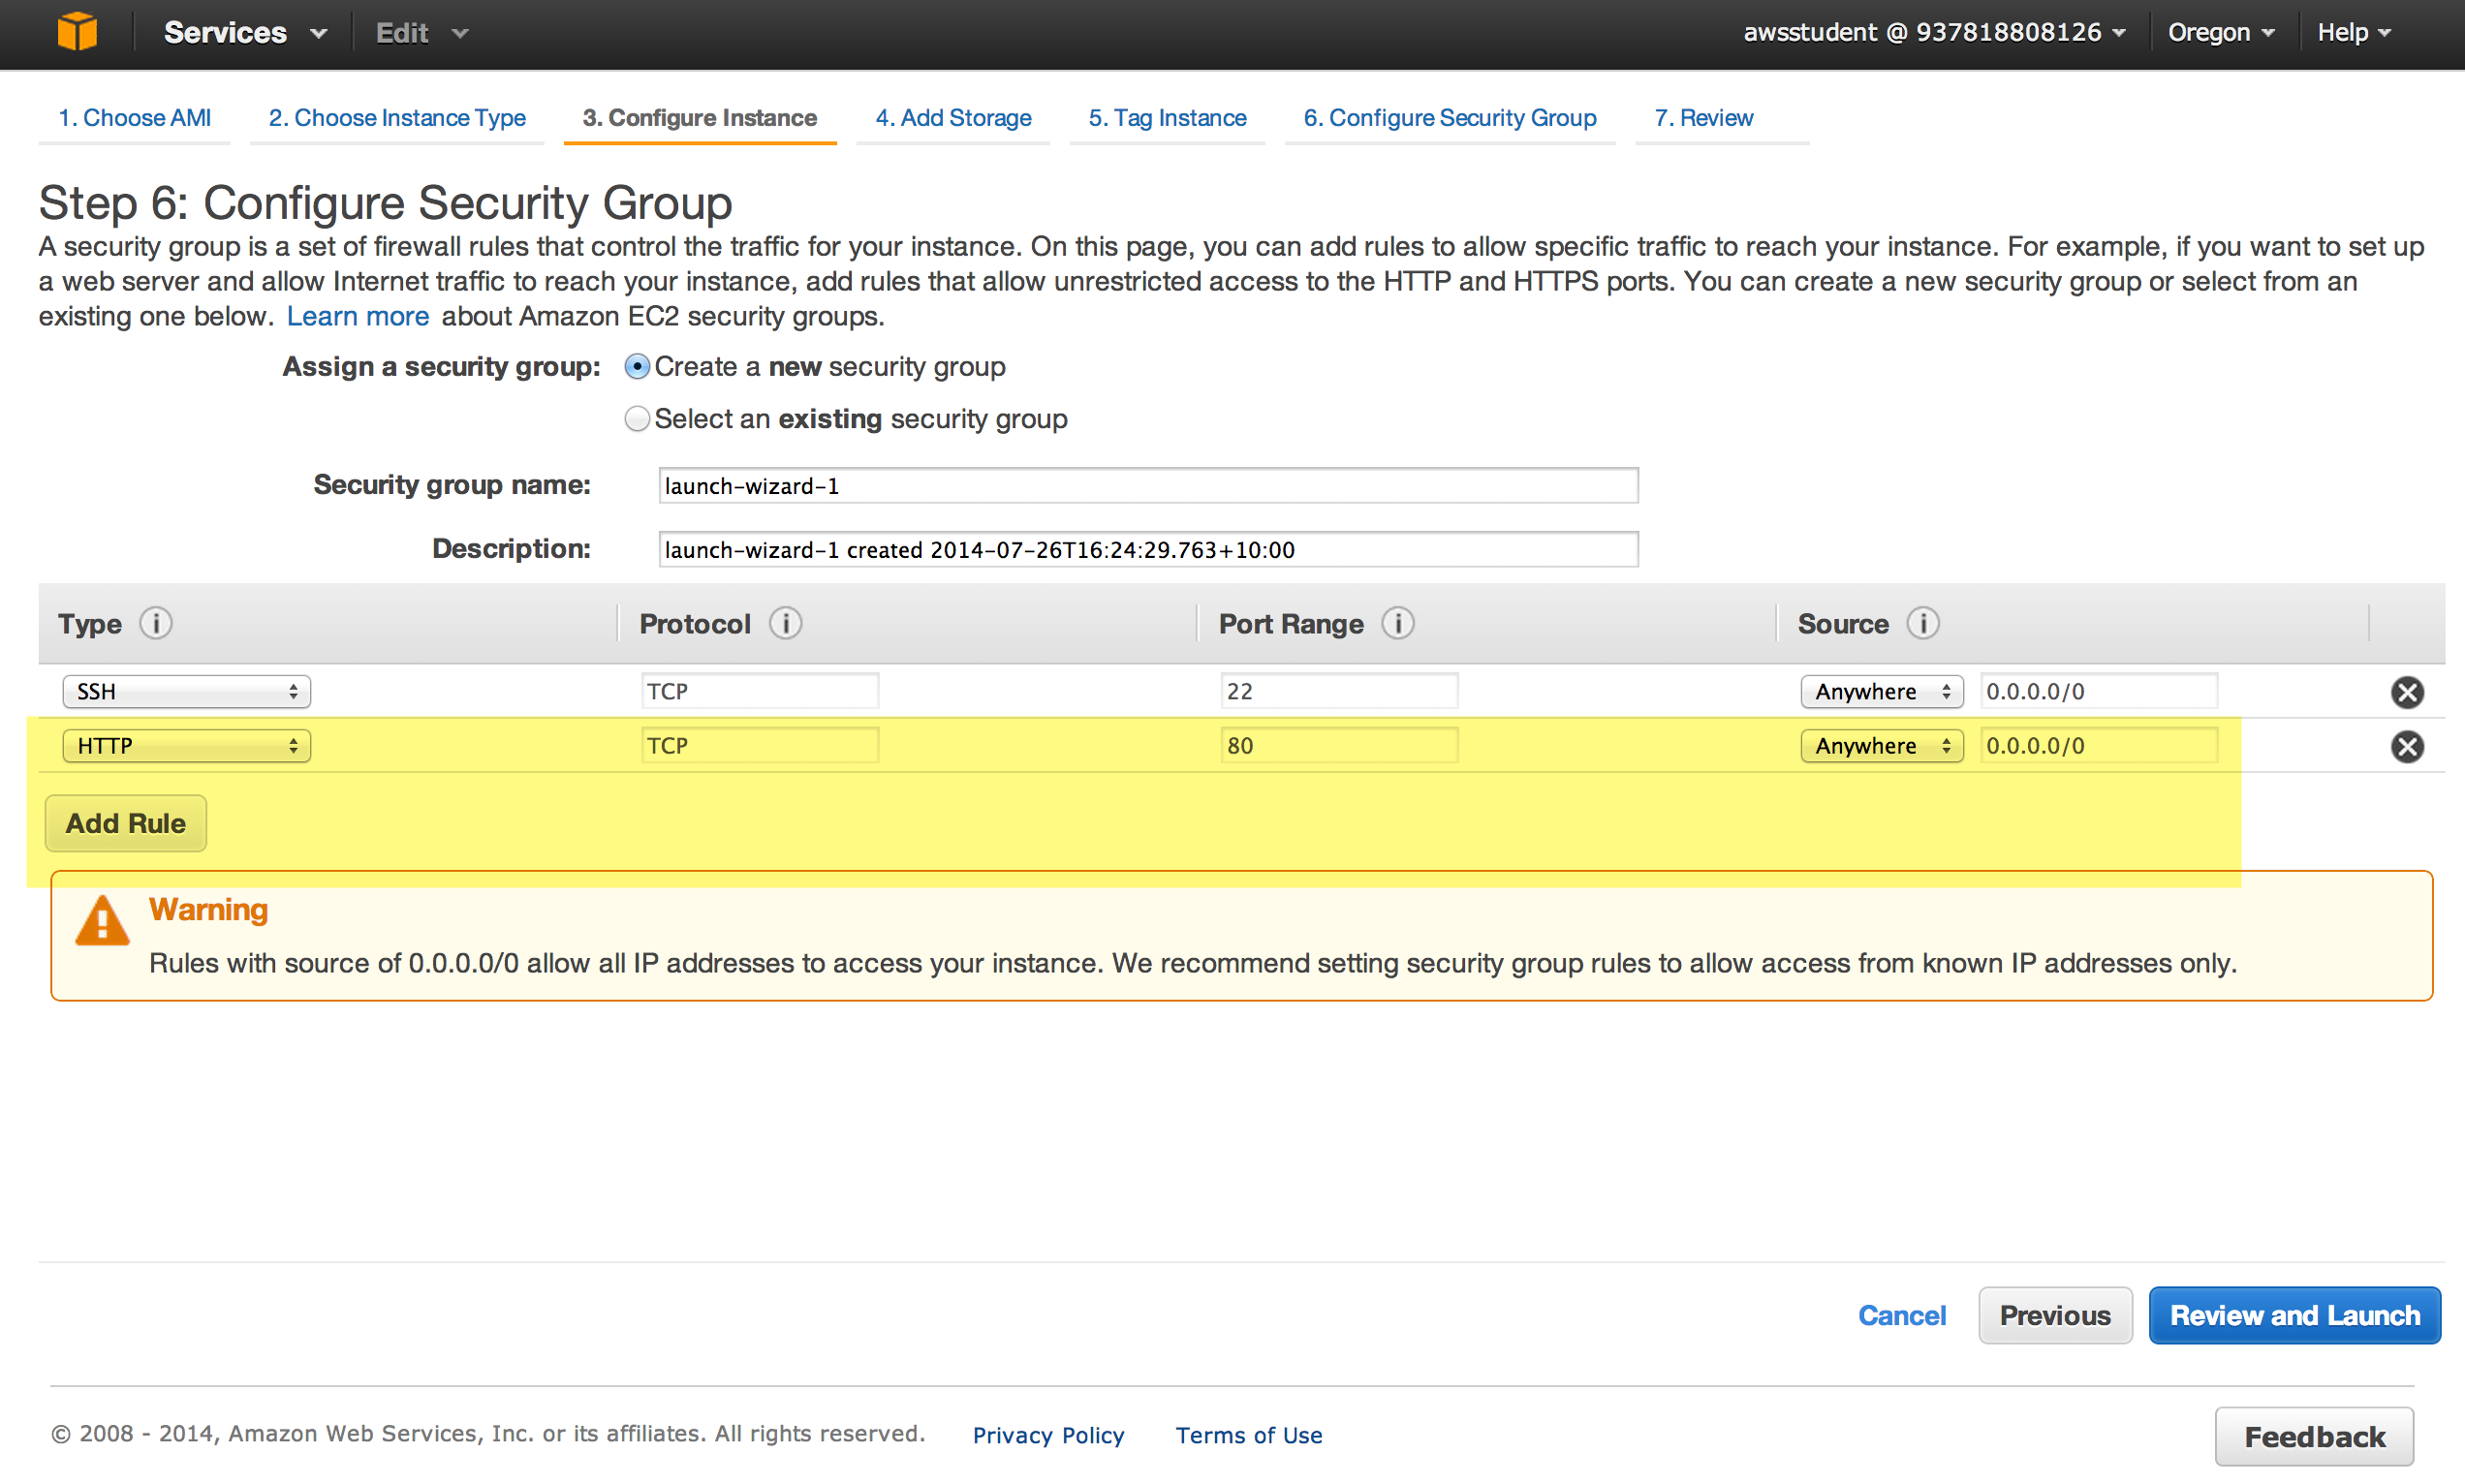 Services Edit awsstudent @ 937818808126 Oregon Help
1. Choose AMI 2. Choose Instance Type 3. Configure Instance 4. Add Storage 5. Tag Instance 6. Configure Security Group 7. Review
Step 6: Configure Security Group
A security group is a set of firewall rules that control the traffic for your instance. On this page, you can add rules to allow specific traffic to reach your instance. For example, if you want to set up
a web server and allow Internet traffic to reach your instance, add rules that allow unrestricted access to the HTTP and HTTPS ports. You can create a new security group or select from an
existing one below. Learn more about Amazon EC2 security groups.
Assign a security group: Create a new security group
Select an existing security group
Security group name: launch-wizard-1
Description: launch-wizard-1 created 2014-07-26T16:24:29.763+10:00
Type i Protocol i Port Range i Source i
SSH TCP 22 Anywhere 0.0.0.0/0
HTTP TCP 80 Anywhere 0.0.0.0/0
Add Rule
Warning
Rules with source of 0.0.0.0/0 allow all IP addresses to access your instance. We recommend setting security group rules to allow access from known IP addresses only.
Cancel Previous Review and Launch
© 2008 - 2014, Amazon Web Services, Inc. or its affiliates. All rights reserved. Privacy Policy Terms of Use Feedback